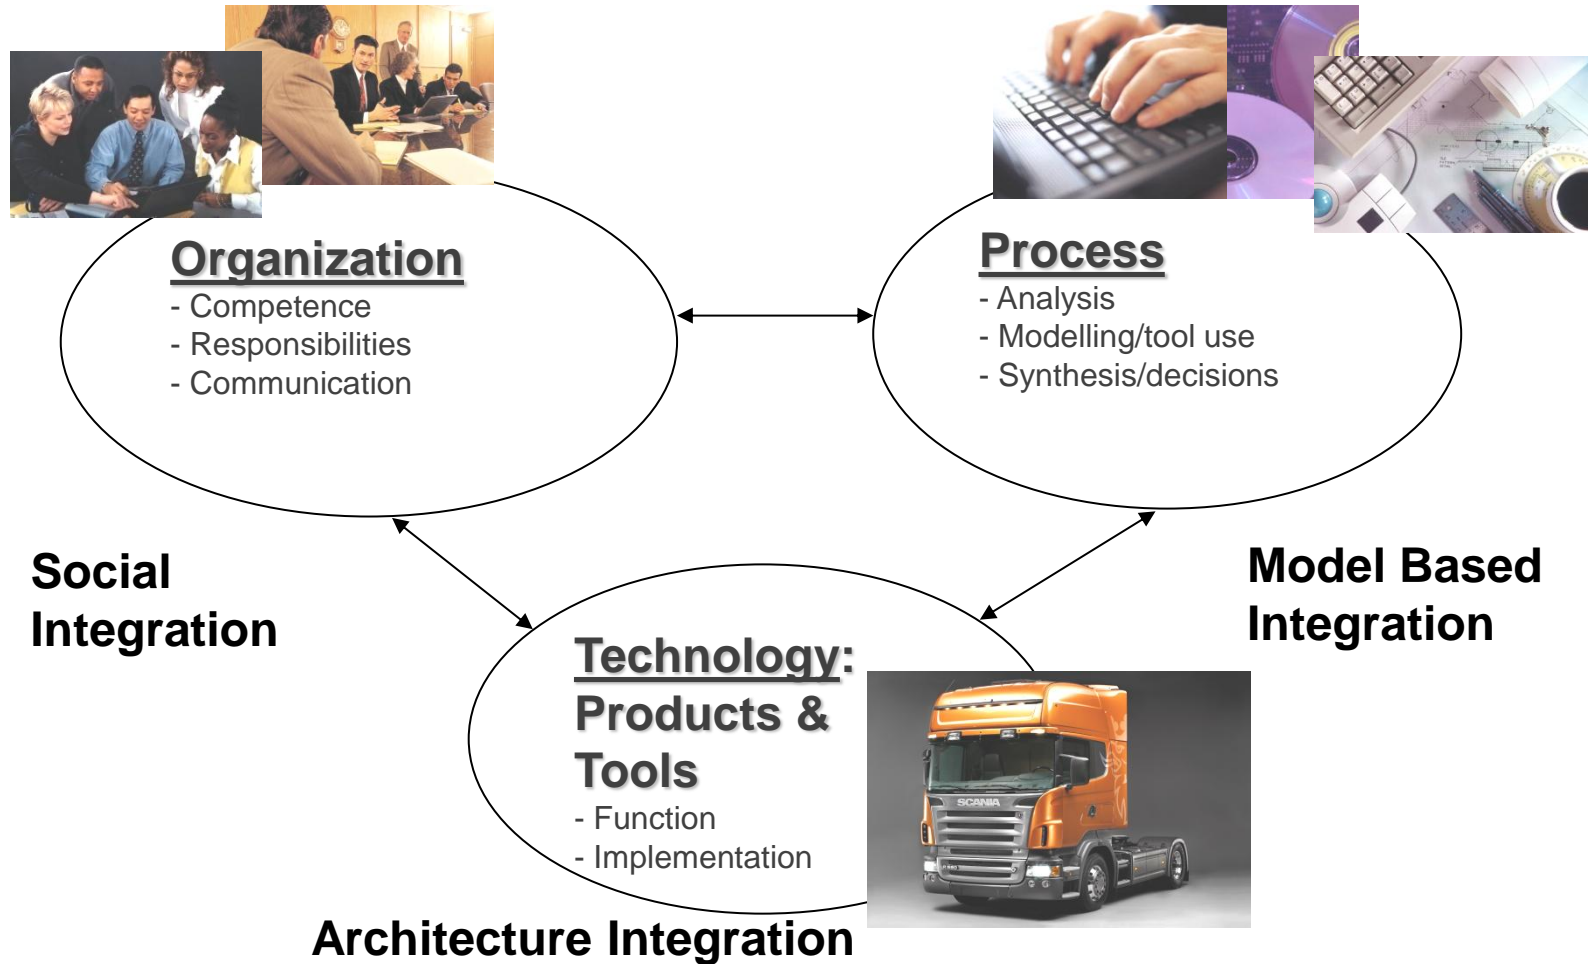 Organization
- Competence
- Responsibilities
- Communication
Process
- Analysis
- Modelling/tool use
- Synthesis/decisions
Social
Integration
Model Based
Integration
Technology:
Products &
Tools
- Function
- Implementation
SCANIA
Architecture Integration